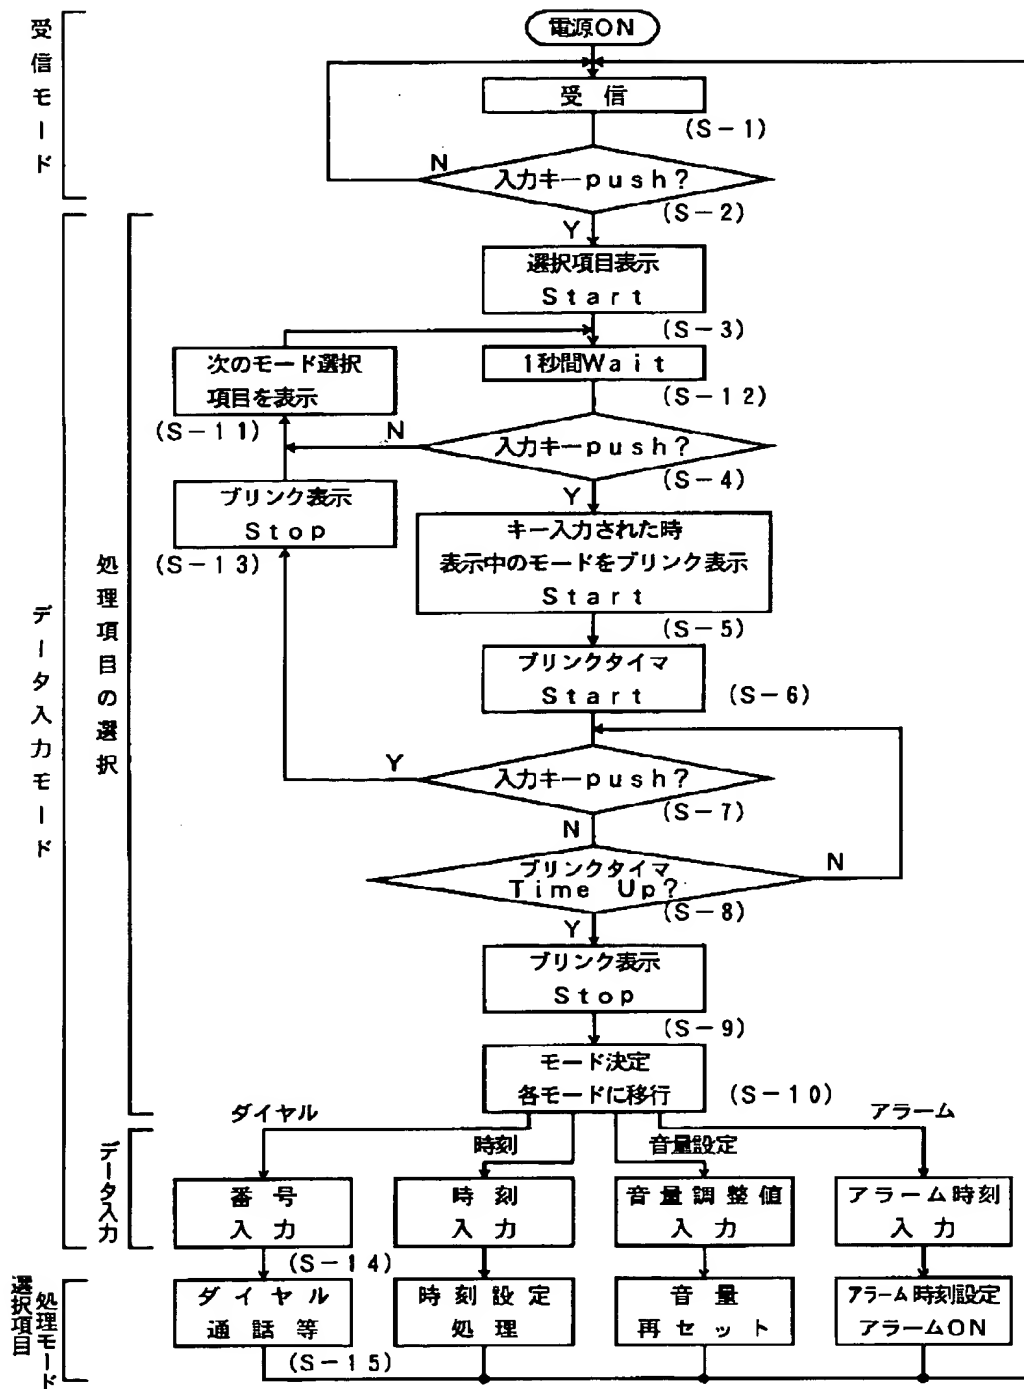 電源ON
受信
(S-1)
N
入力キーpush?
(S-2)
Y
選択項目表示
Start
(S-3)
次のモード選択
項目を表示
(S-11)
1秒間Wait
(S-12)
N
入力キーpush?
(S-4)
Y
ブリンク表示
Stop
(S-13)
キー入力された時
表示中のモードをブリンク表示
Start
(S-5)
ブリンクタイマ
Start
(S-6)
Y
入力キーpush?
(S-7)
N
ブリンクタイマ
Time Up?
N
(S-8)
Y
ブリンク表示
Stop
(S-9)
モード決定
各モードに移行
(S-10)
ダイヤル
時刻
音量設定
アラーム
番号
入力
(S-14)
時刻
入力
音量調整値
入力
アラーム時刻
入力
ダイヤル
通話等
(S-15)
時刻設定
処理
音量
再セット
アラーム時刻設定
アラームON
受信モード
データ入力モード
処理項目の選択
データ入力
選択項目
処理モード